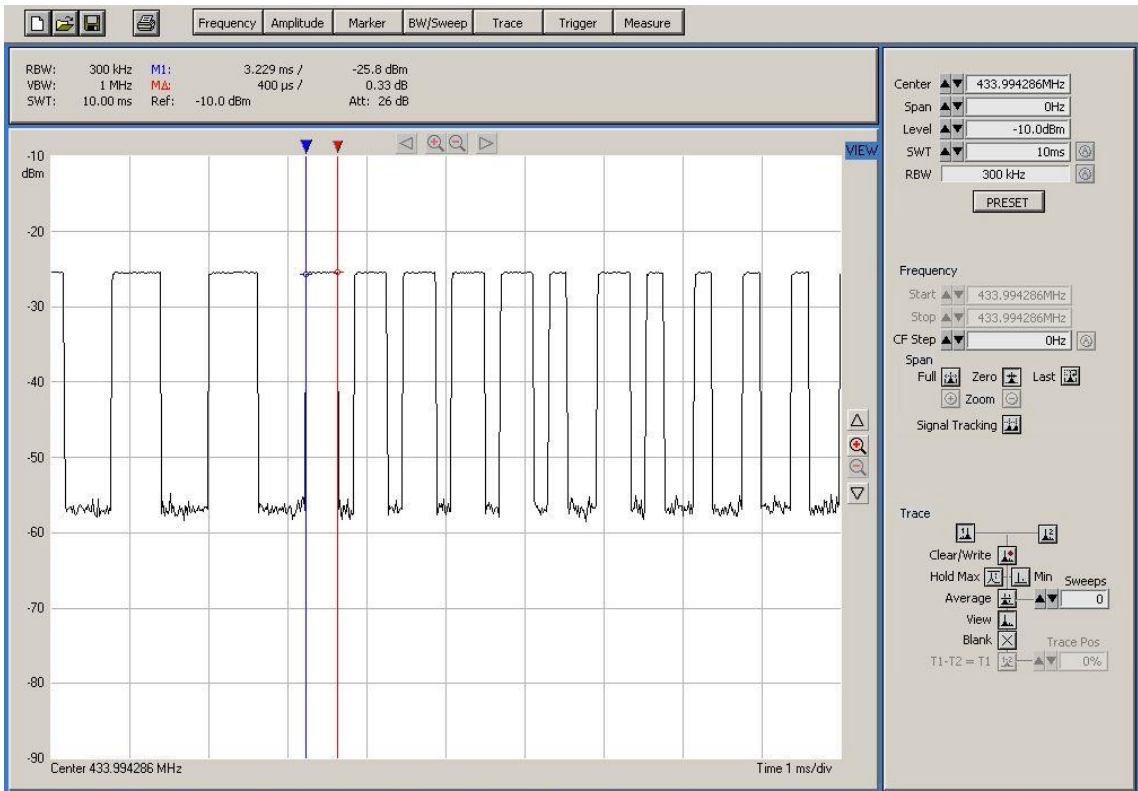 Frequency Amplitude Marker BW/Sweep Trace Trigger Measure
RBW: 300 kHz M1: 3.229 ms / -25.8 dBm
VBW: 1 MHz MΔ: 400 µs / 0.33 dB
SWT: 10.00 ms Ref: -10.0 dBm Att: 26 dB
VIEW
-10
dBm
-20
-30
-40
-50
-60
-70
-80
-90
Center 433.994286 MHz Time 1 ms/div
Center 433.994286MHz
Span 0Hz
Level -10.0dBm
SWT 10ms
RBW 300 kHz
PRESET
Frequency
Start 433.994286MHz
Stop 433.994286MHz
CF Step 0Hz
Span
Full Zero Last
Zoom
Signal Tracking
Trace
1 2
Clear/Write
Hold Max Min Sweeps
Average 0
View
Blank Trace Pos
T1-T2 = T1 0%